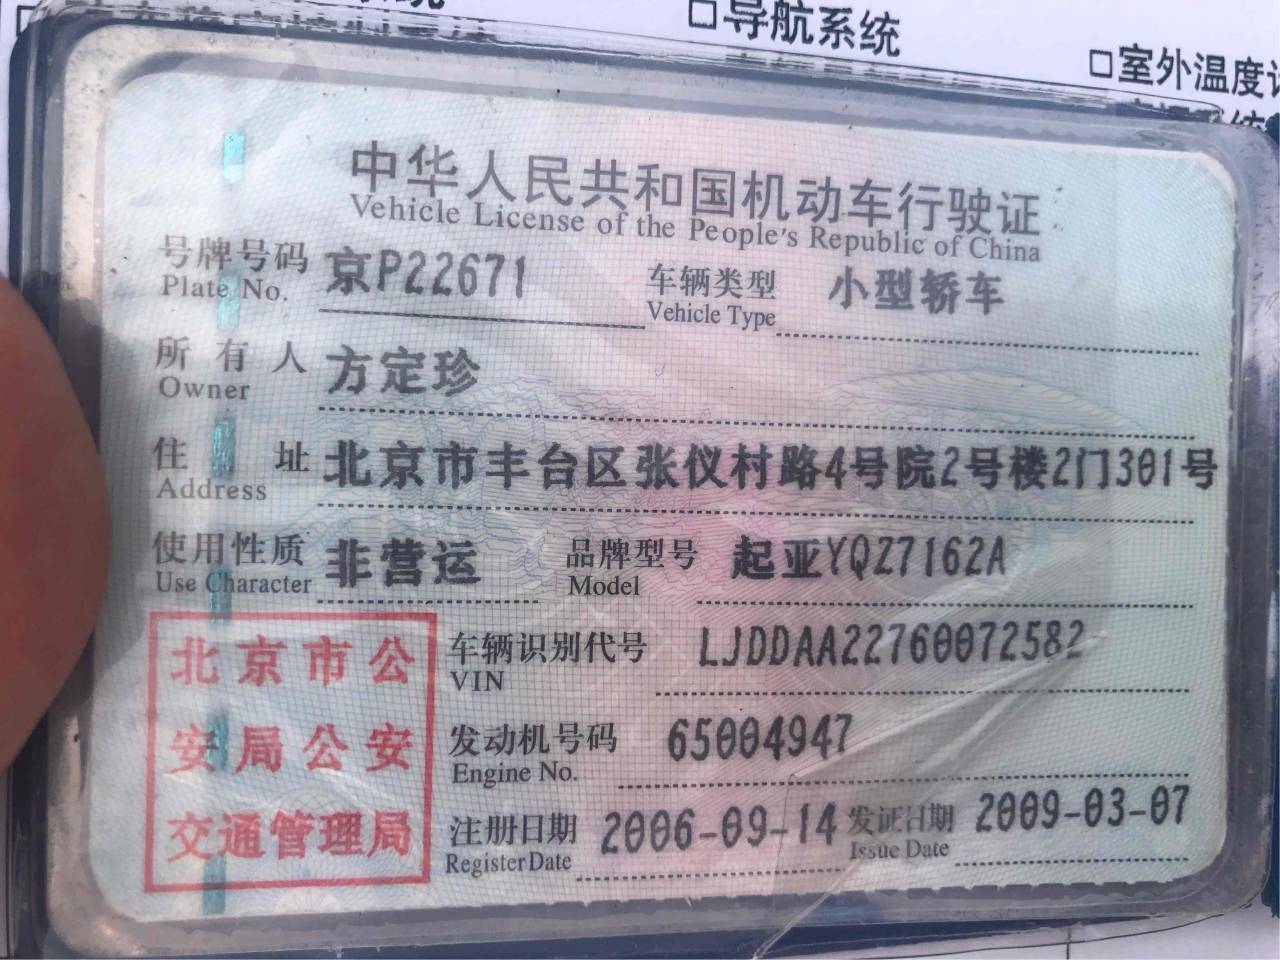 导航系统
室外温度
中华人民共和国机动车行驶证
Vehicle License of the People's Republic of China
号牌号码 京P22671 车辆类型 小型轿车
Plate No. Vehicle Type
所有人 方定珍
Owner
住址 北京市丰台区张仪村路4号院2号楼2门301号
Address
使用性质 非营运 品牌型号 起亚YQZ7162A
Use Character Model
北京市公
安局公安
交通管理局
车辆识别代号 LJDDAA22760072582
VIN
发动机号码 65004947
Engine No.
注册日期 2006-09-14 发证日期 2009-03-07
Register Date Issue Date